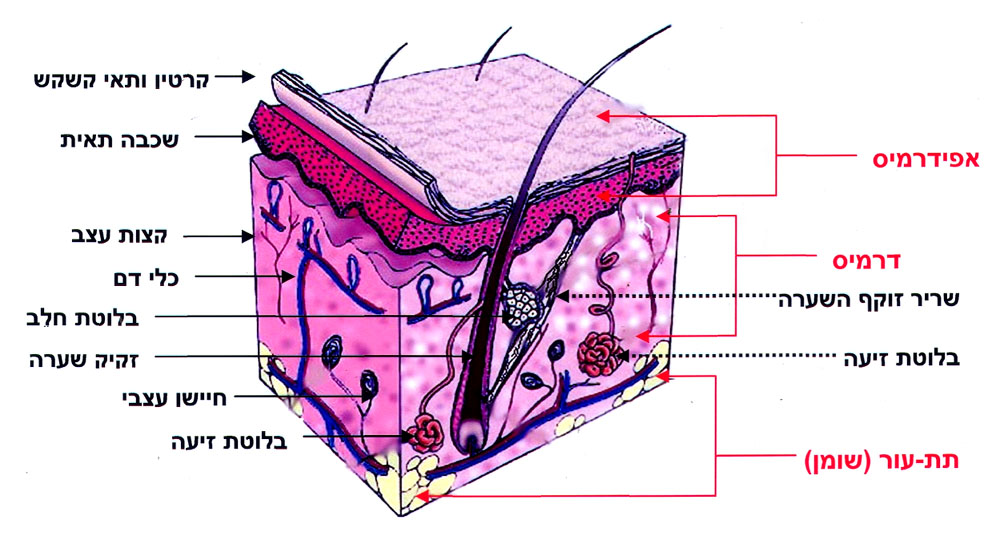 קרטין ותאי קשקש
שכבה תאית
קצות עצב
כלי דם
בלוטת חלב
זקיק שערה
חיישן עצבי
בלוטת זיעה
אפידרמיס
דרמיס
שריר זוקף השערה
בלוטת זיעה
תת-עור (שומן)